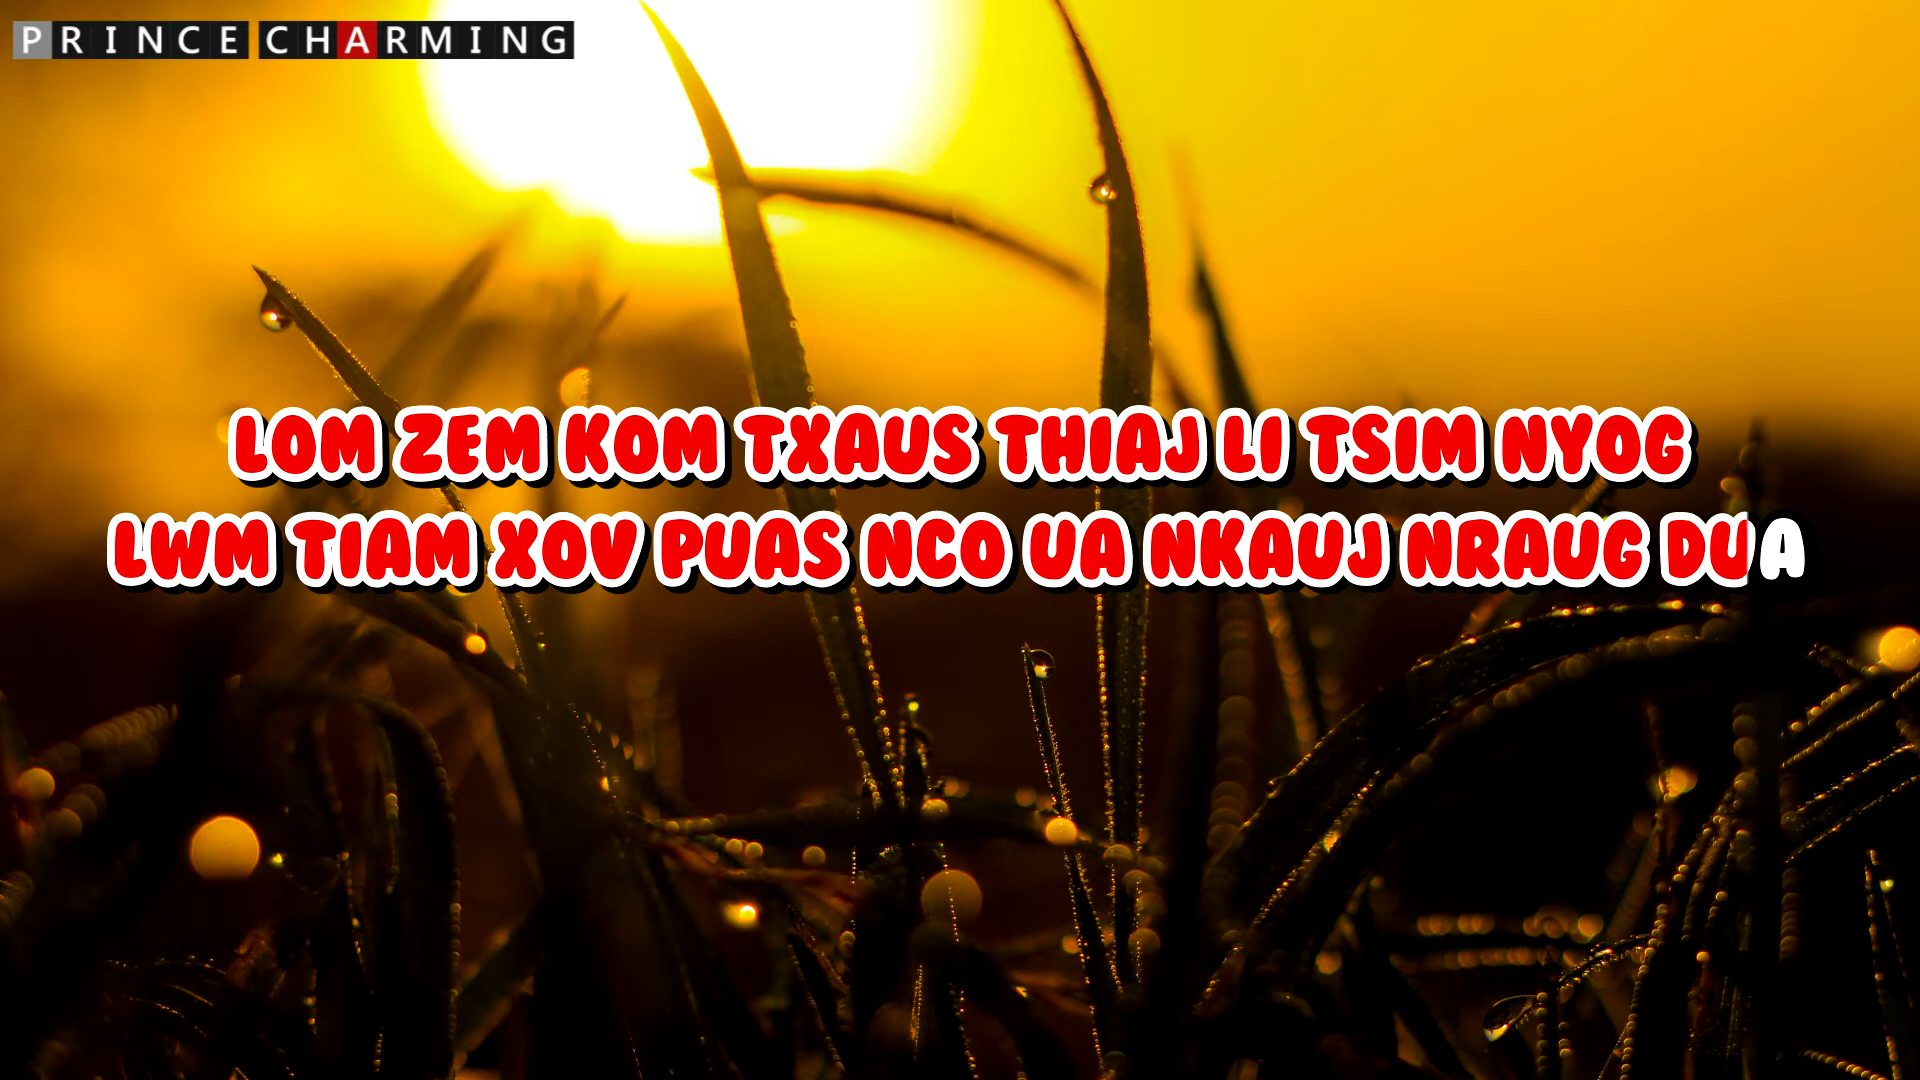 PRINCE CHARMING
LOM ZEM KOM TXAUS THIAJ LI TSIM NYOG
LWM TIAM XOV PUAS NCO UA NKAUJ NRAUG DUA